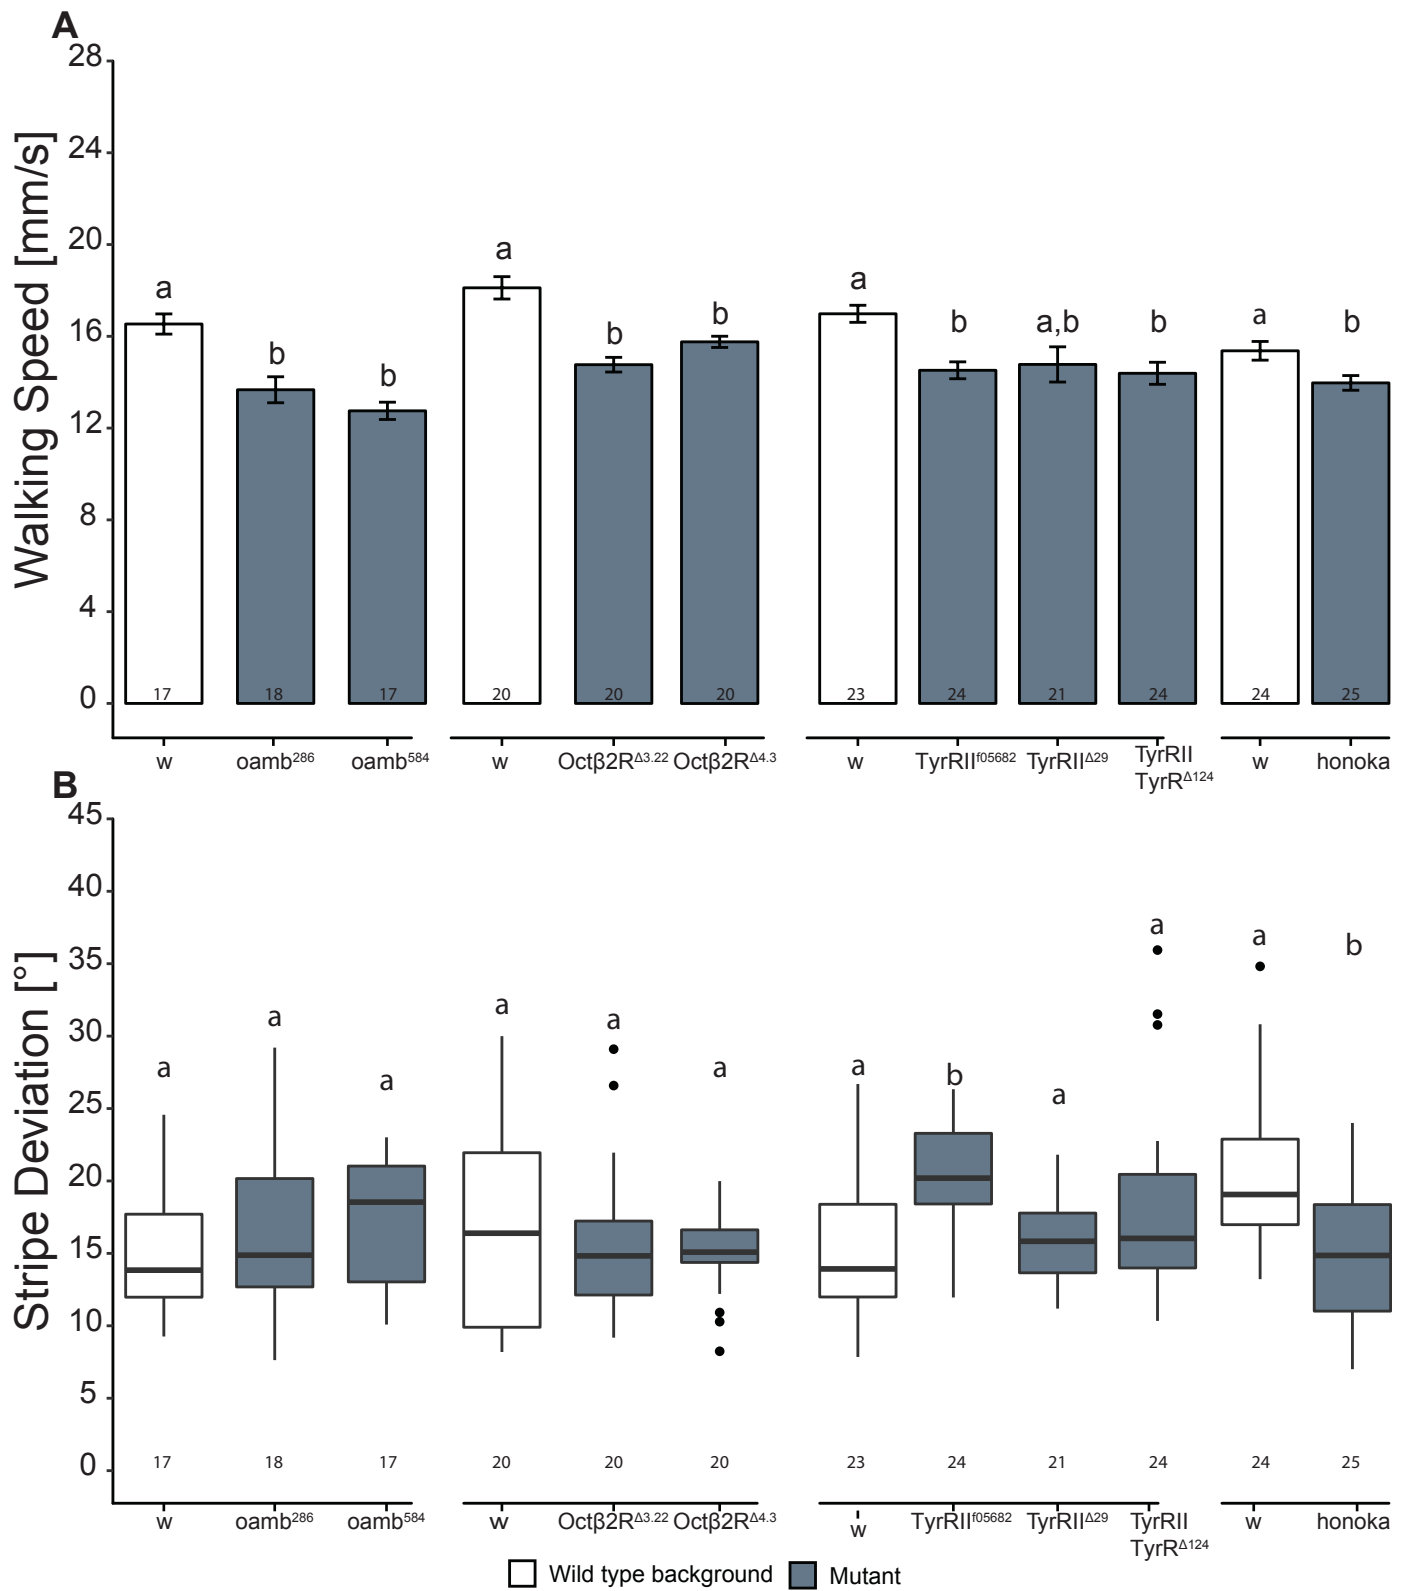 A
Walking Speed [mm/s]
28
24
20
16
12
8
4
0
a
b
b
a
b
b
a
b
a,b
b
a
b
17
18
17
20
20
20
23
24
21
24
24
25
w
oamb286
oamb584
w
Octβ2RΔ3.22
Octβ2RΔ4.3
w
TyrRIIf05682
TyrRIIΔ29
TyrRII
TyrRΔ124
w
honoka
B
Stripe Deviation [°]
45
40
35
30
25
20
15
10
5
0
a
a
a
a
a
a
a
b
a
a
a
b
17
18
17
20
20
20
23
24
21
24
24
25
w
oamb286
oamb584
w
Octβ2RΔ3.22
Octβ2RΔ4.3
w
TyrRIIf05682
TyrRIIΔ29
TyrRII
TyrRΔ124
w
honoka
Wild type background
Mutant